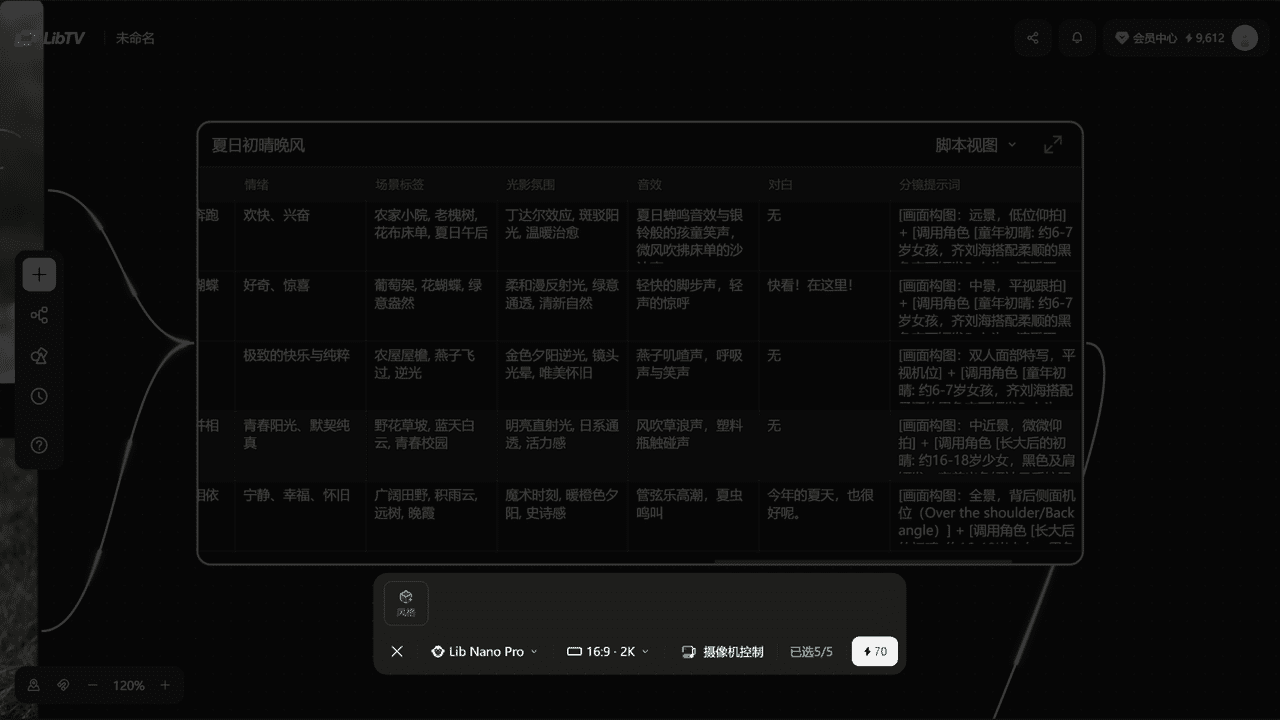 LibTV
未命名
会员中心
9,612
夏日初晴晚风
脚本视图
情绪
场景标签
光影氛围
音效
对白
分镜提示词
奔跑
欢快、兴奋
农家小院, 老槐树,
花布床单, 夏日午后
丁达尔效应, 斑驳阳
光, 温暖治愈
夏日蝉鸣音效与银
铃般的孩童笑声，
微风吹拂床单的沙
无
[画面构图：远景，低位仰拍]
+ [调用角色 [童年初晴: 约6-7
岁女孩，齐刘海搭配柔顺的黑
蝴蝶
好奇、惊喜
葡萄架, 花蝴蝶, 绿
意盎然
柔和漫反射光, 绿意
通透, 清新自然
轻快的脚步声，轻
声的惊呼
快看！在这里！
[画面构图：中景，平视跟拍]
+ [调用角色 [童年初晴: 约6-7
岁女孩，齐刘海搭配柔顺的黑
极致的快乐与纯粹
农屋屋檐, 燕子飞
过, 逆光
金色夕阳逆光, 镜头
光晕, 唯美怀旧
燕子叽喳声，呼吸
声与笑声
无
[画面构图：双人面部特写，平
视机位] + [调用角色 [童年初
晴: 约6-7岁女孩，齐刘海搭配
并相
青春阳光、默契纯
真
野花草坡, 蓝天白
云, 青春校园
明亮直射光, 日系通
透, 活力感
风吹草浪声，塑料
瓶触碰声
无
[画面构图：中近景，微微仰
拍] + [调用角色 [长大后的初
晴: 约16-18岁少女，黑色及肩
相依
宁静、幸福、怀旧
广阔田野, 积雨云,
远树, 晚霞
魔术时刻, 暖橙色夕
阳, 史诗感
管弦乐高潮，夏虫
鸣叫
今年的夏天，也很
好呢。
[画面构图：全景，背后侧面机
位（Over the shoulder/Back
angle）] + [调用角色 [长大后
风格
Lib Nano Pro
16:9 · 2K
摄像机控制
已选5/5
70
120%